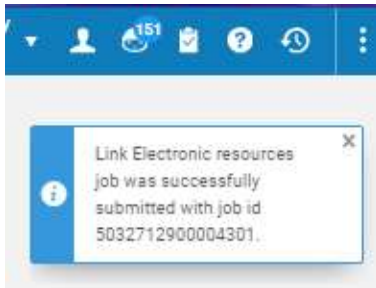 151
Link Electronic resources
job was successfully
submitted with job id
5032712900004301.